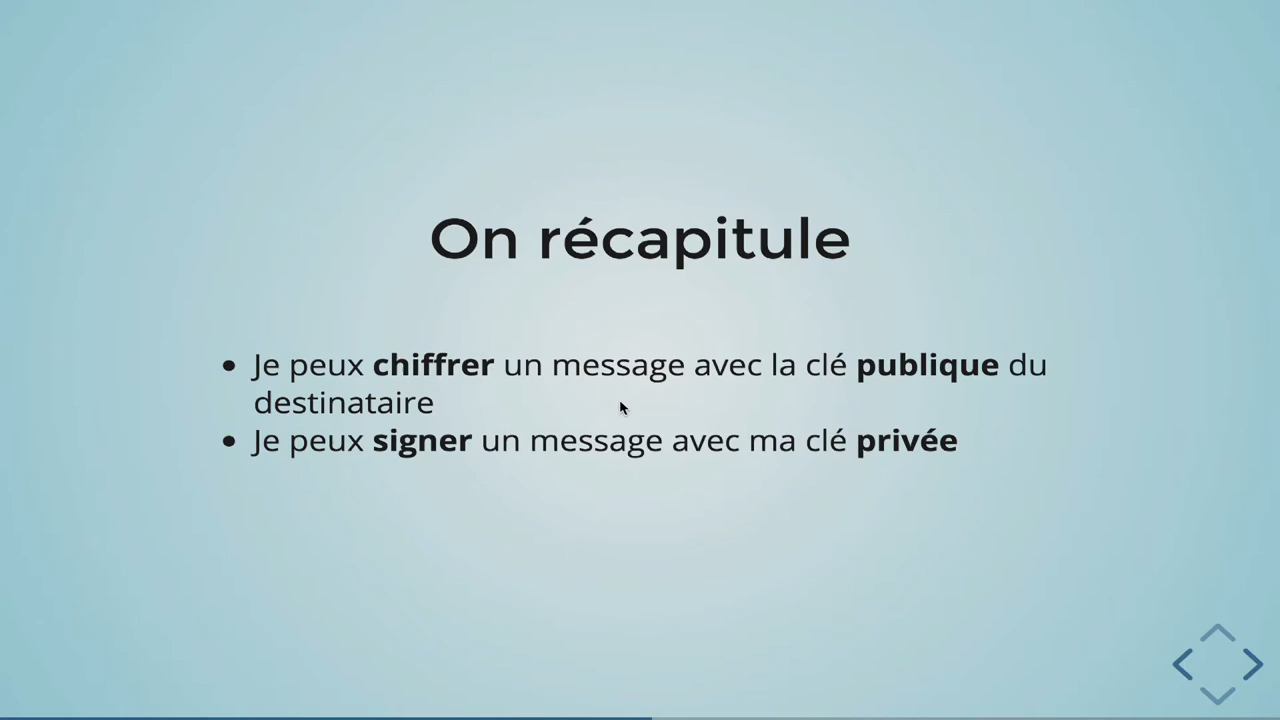 On récapitule
• Je peux chiffrer un message avec la clé publique du
destinataire
• Je peux signer un message avec ma clé privée